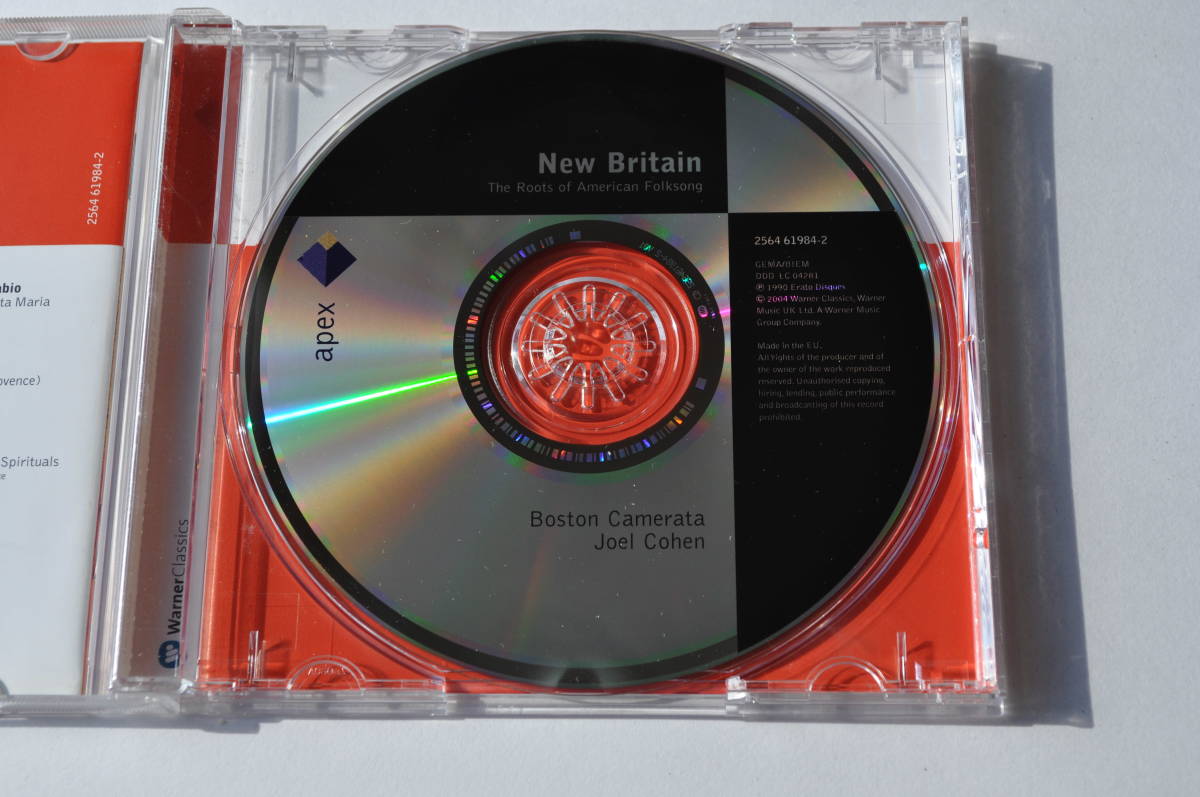 2564 61984-2
bio
ta Maria
ovence)
Spirituals
WarnerClassics
New Britain
The Roots of American Folksong
apex
2564 61984-2
GEMA/BIEM
DDD LC 04281
℗ 1990 Erato Disques
© 2004 Warner Classics, Warner
Music UK Ltd. A Warner Music
Group Company.
Made in the E.U.
All rights of the producer and of
the owner of the work reproduced
reserved. Unauthorised copying,
hiring, lending, public performance
and broadcasting of this record
prohibited.
Boston Camerata
Joel Cohen